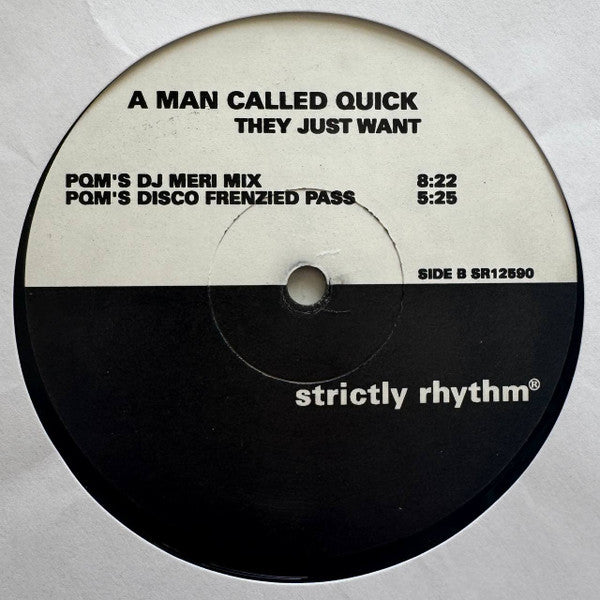 A MAN CALLED QUICK
THEY JUST WANT
PQM'S DJ MERI MIX 8:22
PQM'S DISCO FRENZIED PASS 5:25
SIDE B SR12590
strictly rhythm®